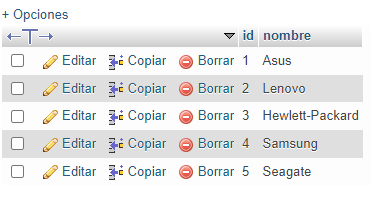 + Opciones
id nombre
Editar Copiar Borrar 1 Asus
Editar Copiar Borrar 2 Lenovo
Editar Copiar Borrar 3 Hewlett-Packard
Editar Copiar Borrar 4 Samsung
Editar Copiar Borrar 5 Seagate